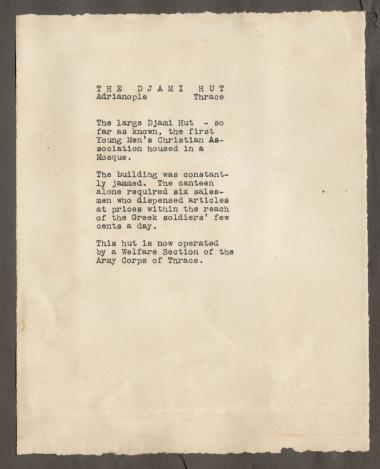 THE DJAMI HUT
Adrianople Thrace
The large Djami Hut - so
far as known, the first
Young Men's Christian As-
sociation housed in a
Mosque.
The building was constant-
ly jammed. The canteen
alone required six sales-
men who dispensed articles
at prices within the reach
of the Greek soldiers' few
cents a day.
This hut is now operated
by a Welfare Section of the
Army Corps of Thrace.